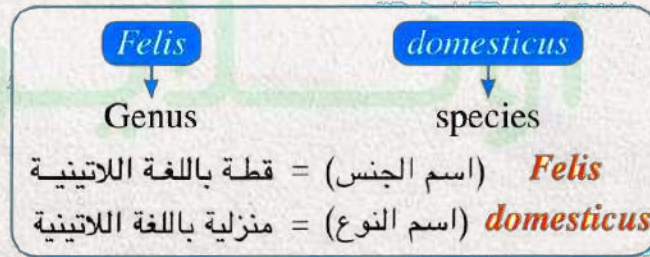 Felis domesticus
Genus species
Felis (اسم الجنس) = قطة باللغة اللاتينية
domesticus (اسم النوع) = منزلية باللغة اللاتينية